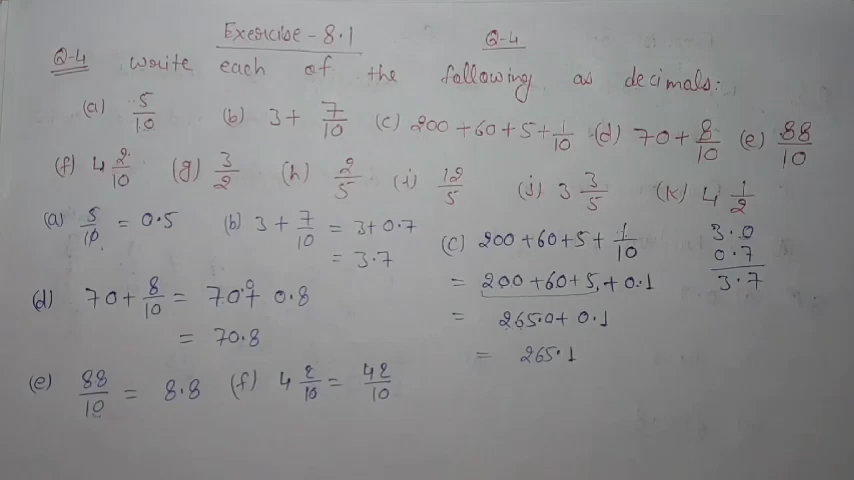 Exercise - 8.1 Q-4
Q-4 write each of the following as decimals:
(a) 5/10 (b) 3 + 7/10 (c) 200 + 60 + 5 + 1/10 (d) 70 + 8/10 (e) 88/10
(f) 4 2/10 (g) 3/2 (h) 2/5 (i) 12/5 (j) 3 3/5 (k) 4 1/2
(a) 5/10 = 0.5 (b) 3 + 7/10 = 3 + 0.7
= 3.7
(c) 200 + 60 + 5 + 1/10
= 200 + 60 + 5 + 0.1
= 265.0 + 0.1
= 265.1
3.0
0.7
3.7
(d) 70 + 8/10 = 70.0 + 0.8
= 70.8
(e) 88/10 = 8.8 (f) 4 2/10 = 42/10